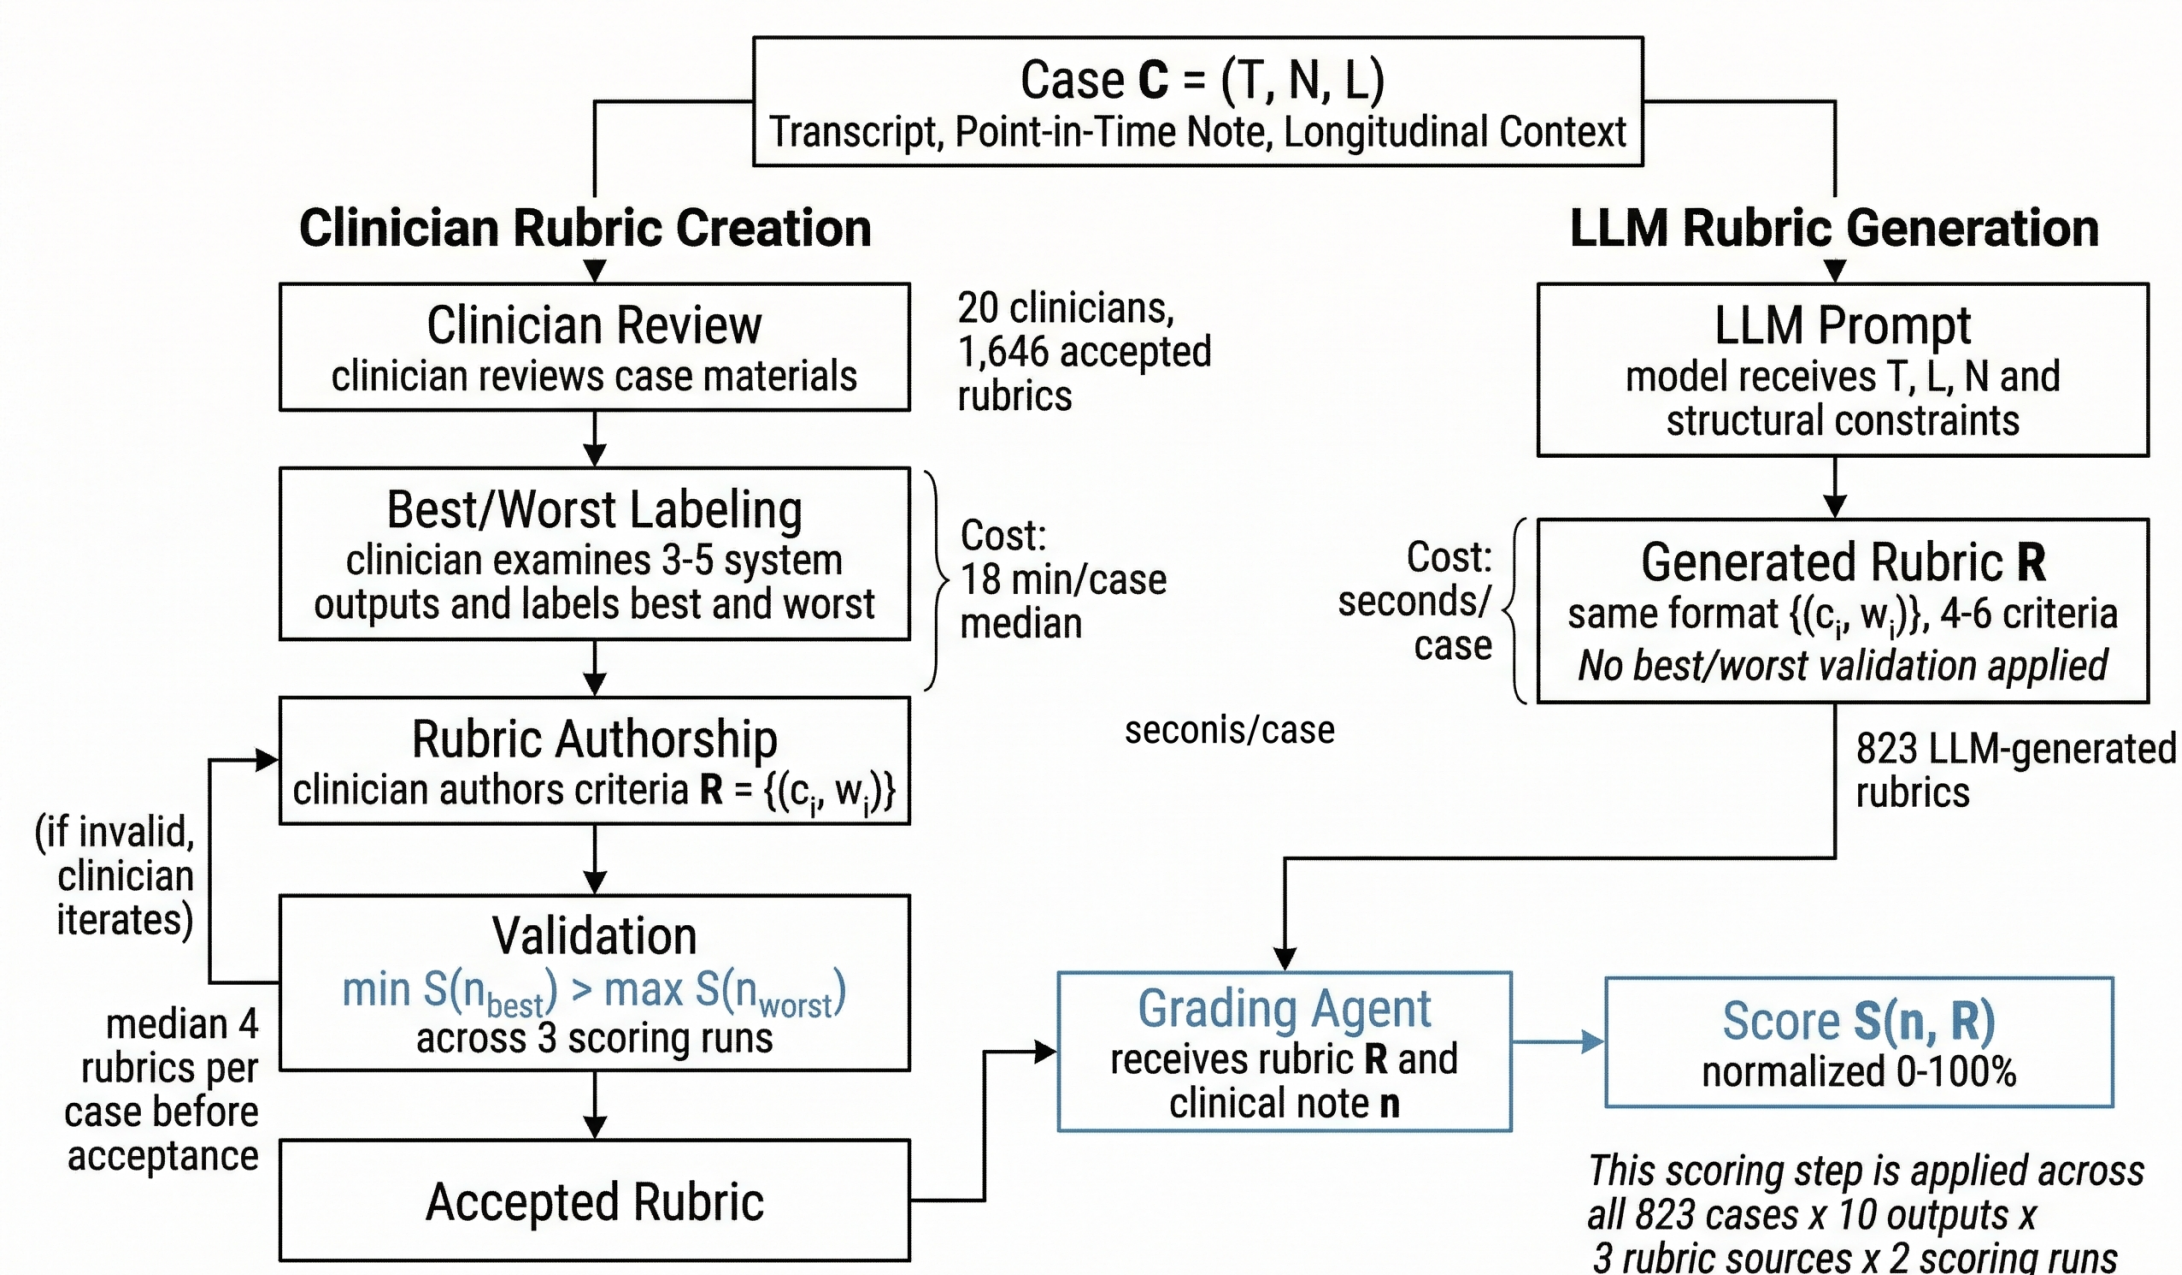 Case C = (T, N, L)
Transcript, Point-in-Time Note, Longitudinal Context
Clinician Rubric Creation
Clinician Review
clinician reviews case materials
20 clinicians,
1,646 accepted
rubrics
Best/Worst Labeling
clinician examines 3-5 system
outputs and labels best and worst
Cost:
18 min/case
median
Rubric Authorship
clinician authors criteria R = {(c_i, w_i)}
(if invalid,
clinician
iterates)
Validation
min S(n_best) > max S(n_worst)
across 3 scoring runs
median 4
rubrics per
case before
acceptance
Accepted Rubric
LLM Rubric Generation
LLM Prompt
model receives T, L, N and
structural constraints
Cost:
seconds/
case
Generated Rubric R
same format {(c_i, w_i)}, 4-6 criteria
No best/worst validation applied
seconis/case
823 LLM-generated
rubrics
Grading Agent
receives rubric R and
clinical note n
Score S(n, R)
normalized 0-100%
This scoring step is applied across
all 823 cases x 10 outputs x
3 rubric sources x 2 scoring runs